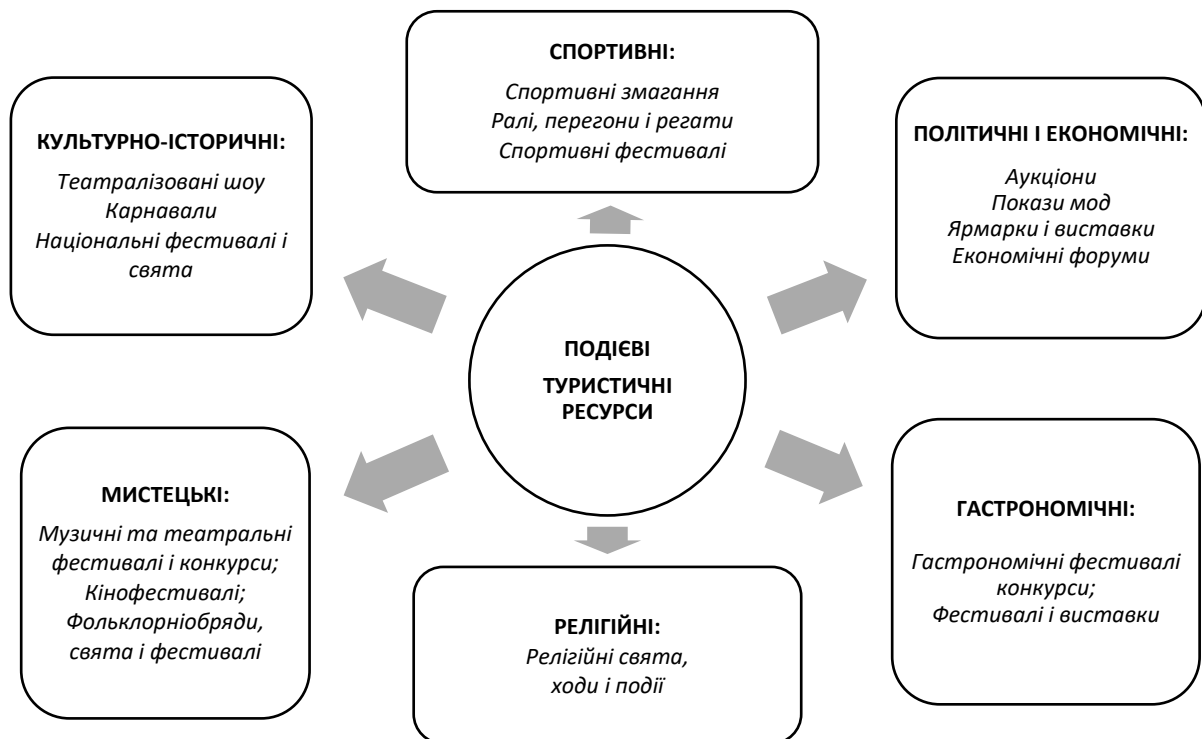 СПОРТИВНІ:
Спортивні змагання
Ралі, перегони і регати
Спортивні фестивалі
КУЛЬТУРНО-ІСТОРИЧНІ:
Театралізовані шоу
Карнавали
Національні фестивалі і
свята
ПОЛІТИЧНІ І ЕКОНОМІЧНІ:
Аукціони
Покази мод
Ярмарки і виставки
Економічні форуми
ПОДІЄВІ
ТУРИСТИЧНІ
РЕСУРСИ
МИСТЕЦЬКІ:
Музичні та театральні
фестивалі і конкурси;
Кінофестивалі;
Фольклорніобряди,
свята і фестивалі
ГАСТРОНОМІЧНІ:
Гастрономічні фестивалі
конкурси;
Фестивалі і виставки
РЕЛІГІЙНІ:
Релігійні свята,
ходи і події